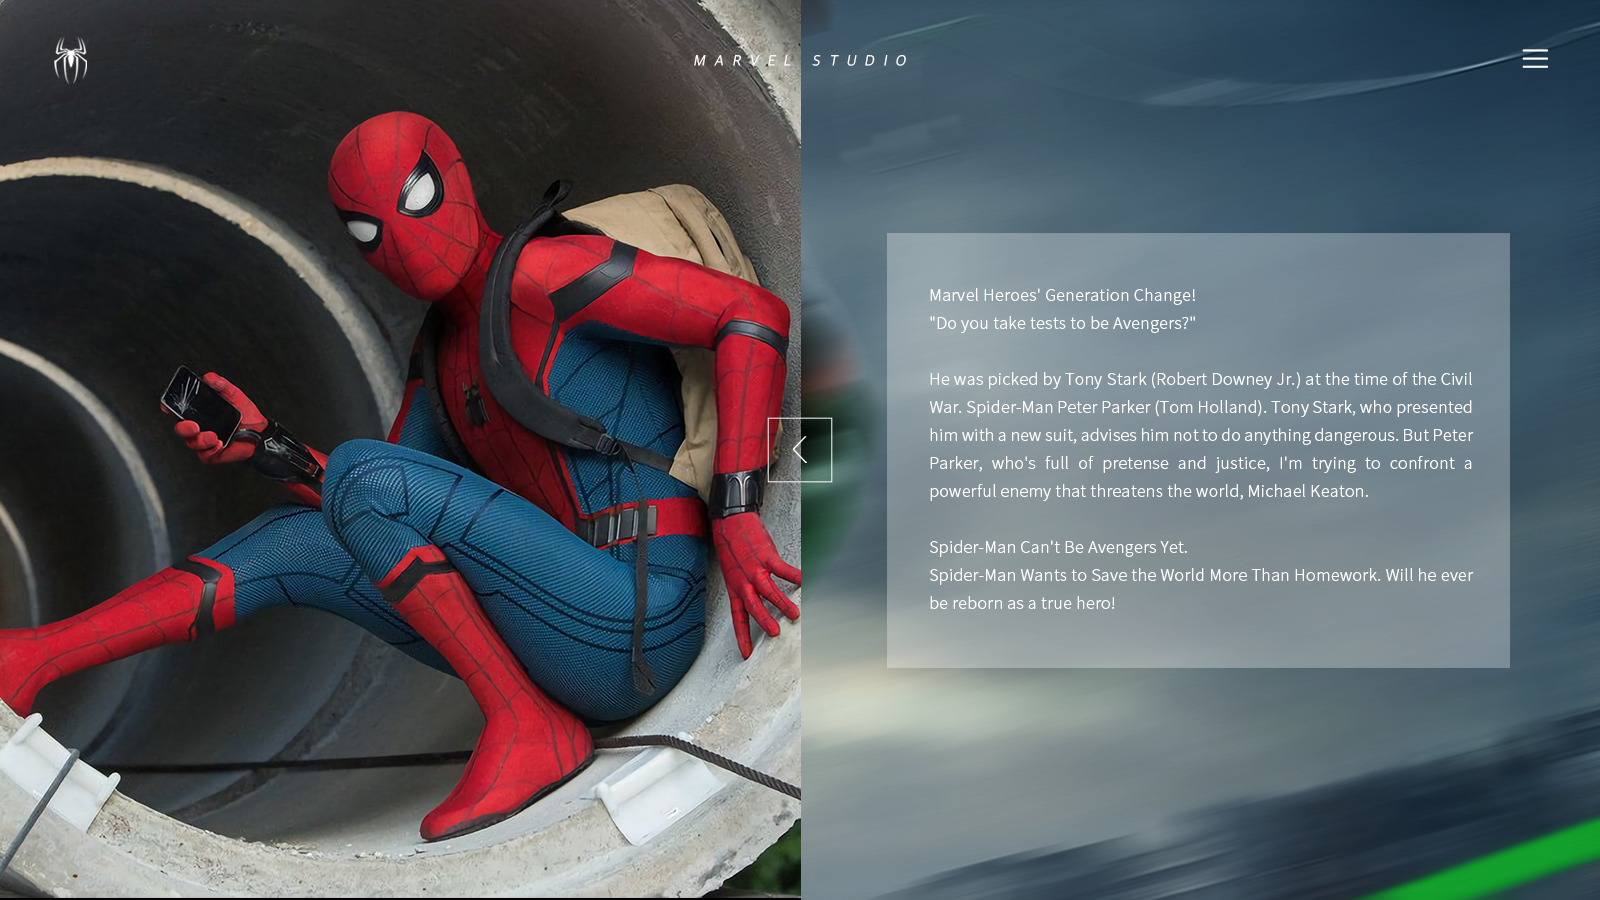 MARVEL STUDIO
Marvel Heroes' Generation Change!
"Do you take tests to be Avengers?"
He was picked by Tony Stark (Robert Downey Jr.) at the time of the Civil
War. Spider-Man Peter Parker (Tom Holland). Tony Stark, who presented
him with a new suit, advises him not to do anything dangerous. But Peter
Parker, who's full of pretense and justice, I'm trying to confront a
powerful enemy that threatens the world, Michael Keaton.
Spider-Man Can't Be Avengers Yet.
Spider-Man Wants to Save the World More Than Homework. Will he ever
be reborn as a true hero!